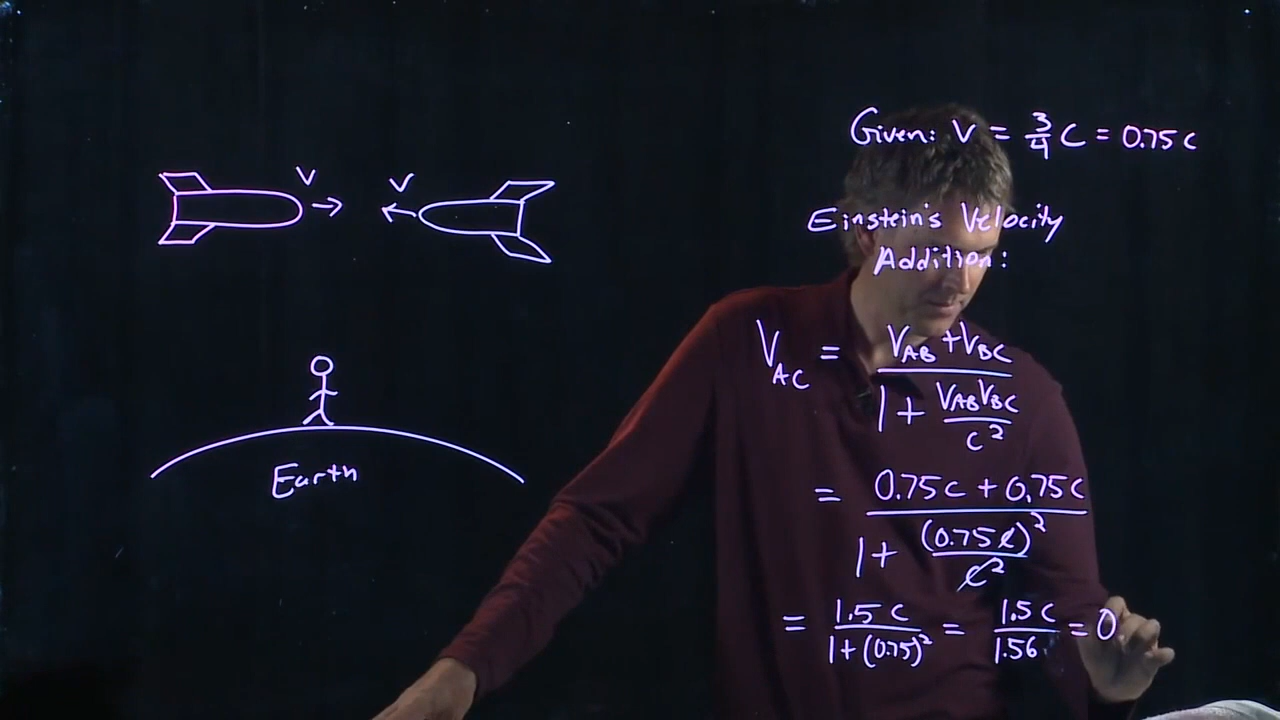 Given: V = 3/4 C = 0.75 C
V V
Einstein's Velocity
Addition:
V_AC = (V_AB + V_BC) / (1 + V_AB V_BC / C²)
Earth
= (0.75C + 0.75C) / (1 + (0.75C)² / C²)
= 1.5 C / (1 + (0.75)²) = 1.5 C / 1.56 = 0